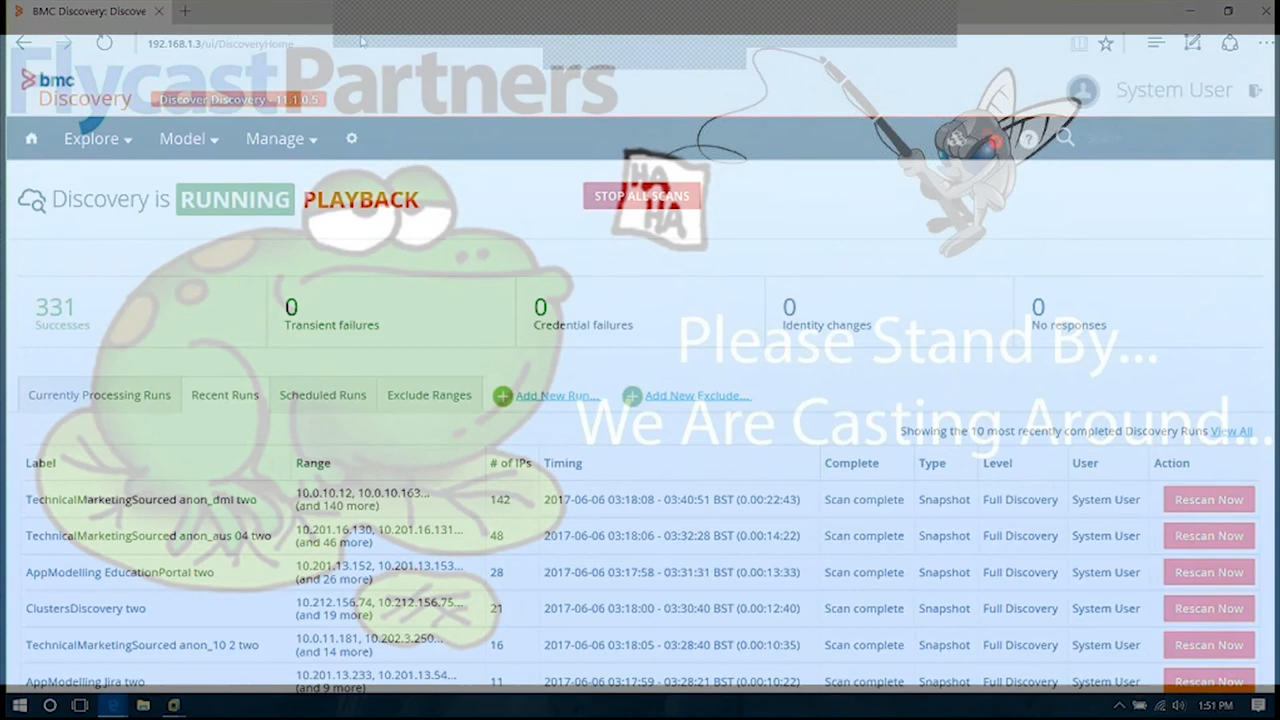 BMC Discovery: Discove
192.168.1.3/ui/DiscoveryHome
Flycast Partners
bmc
Discovery
Discover Discovery - 11.1.0.5
System User
Explore
Model
Manage
Search
Discovery is RUNNING PLAYBACK
STOP ALL SCANS
HA
HA
HA
331
Successes
0
Transient failures
0
Credential failures
0
Identity changes
0
No responses
Please Stand By...
Currently Processing Runs
Recent Runs
Scheduled Runs
Exclude Ranges
Add New Run...
Add New Exclude...
We Are Casting Around...
Showing the 10 most recently completed Discovery Runs View All
Label Range # of IPs Timing Complete Type Level User Action
TechnicalMarketingSourced anon_dml two 10.0.10.12, 10.0.10.163... (and 140 more) 142 2017-06-06 03:18:08 - 03:40:51 BST (0.00:22:43) Scan complete Snapshot Full Discovery System User Rescan Now
TechnicalMarketingSourced anon_aus 04 two 10.201.16.130, 10.201.16.131... (and 46 more) 48 2017-06-06 03:18:06 - 03:32:28 BST (0.00:14:22) Scan complete Snapshot Full Discovery System User Rescan Now
AppModelling EducationPortal two 10.201.13.152, 10.201.13.153... (and 26 more) 28 2017-06-06 03:17:58 - 03:31:31 BST (0.00:13:33) Scan complete Snapshot Full Discovery System User Rescan Now
ClustersDiscovery two 10.212.156.74, 10.212.156.75... (and 19 more) 21 2017-06-06 03:18:00 - 03:30:40 BST (0.00:12:40) Scan complete Snapshot Full Discovery System User Rescan Now
TechnicalMarketingSourced anon_10 2 two 10.0.11.181, 10.202.3.250... (and 14 more) 16 2017-06-06 03:18:05 - 03:28:40 BST (0.00:10:35) Scan complete Snapshot Full Discovery System User Rescan Now
AppModelling Jira two 10.201.13.233, 10.201.13.54... (and 9 more) 11 2017-06-06 03:17:59 - 03:28:21 BST (0.00:10:22) Scan complete Snapshot Full Discovery System User Rescan Now
1:51 PM